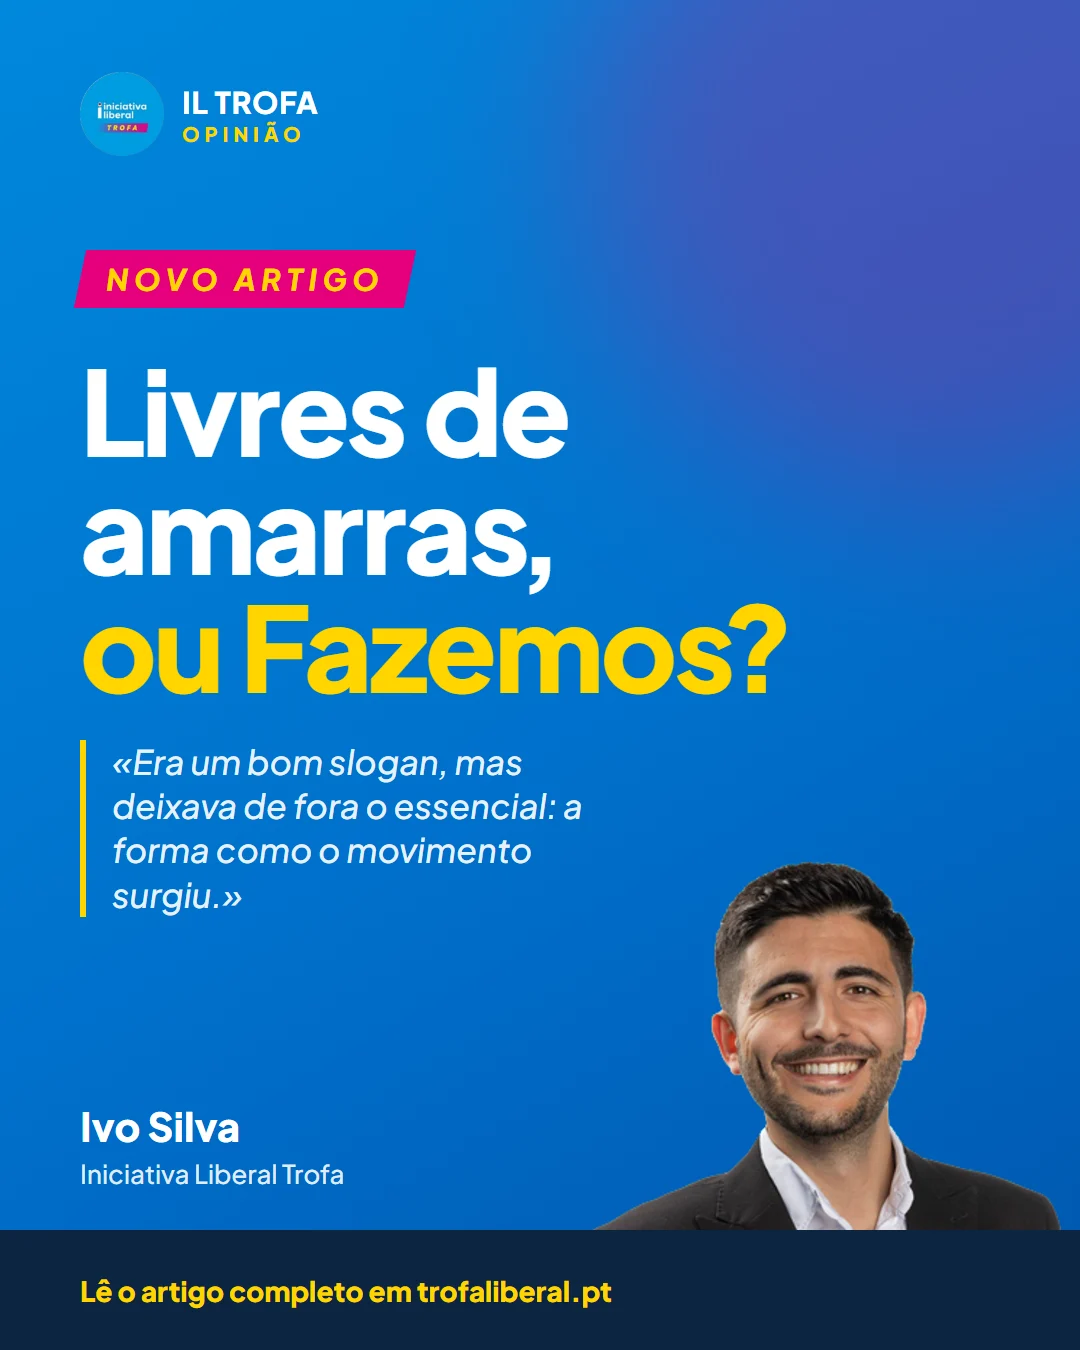 iniciativa
liberal
TROFA
IL TROFA
OPINIÃO
NOVO ARTIGO
Livres de
amarras,
ou Fazemos?
«Era um bom slogan, mas
deixava de fora o essencial: a
forma como o movimento
surgiu.»
Ivo Silva
Iniciativa Liberal Trofa
Lê o artigo completo em trofaliberal.pt